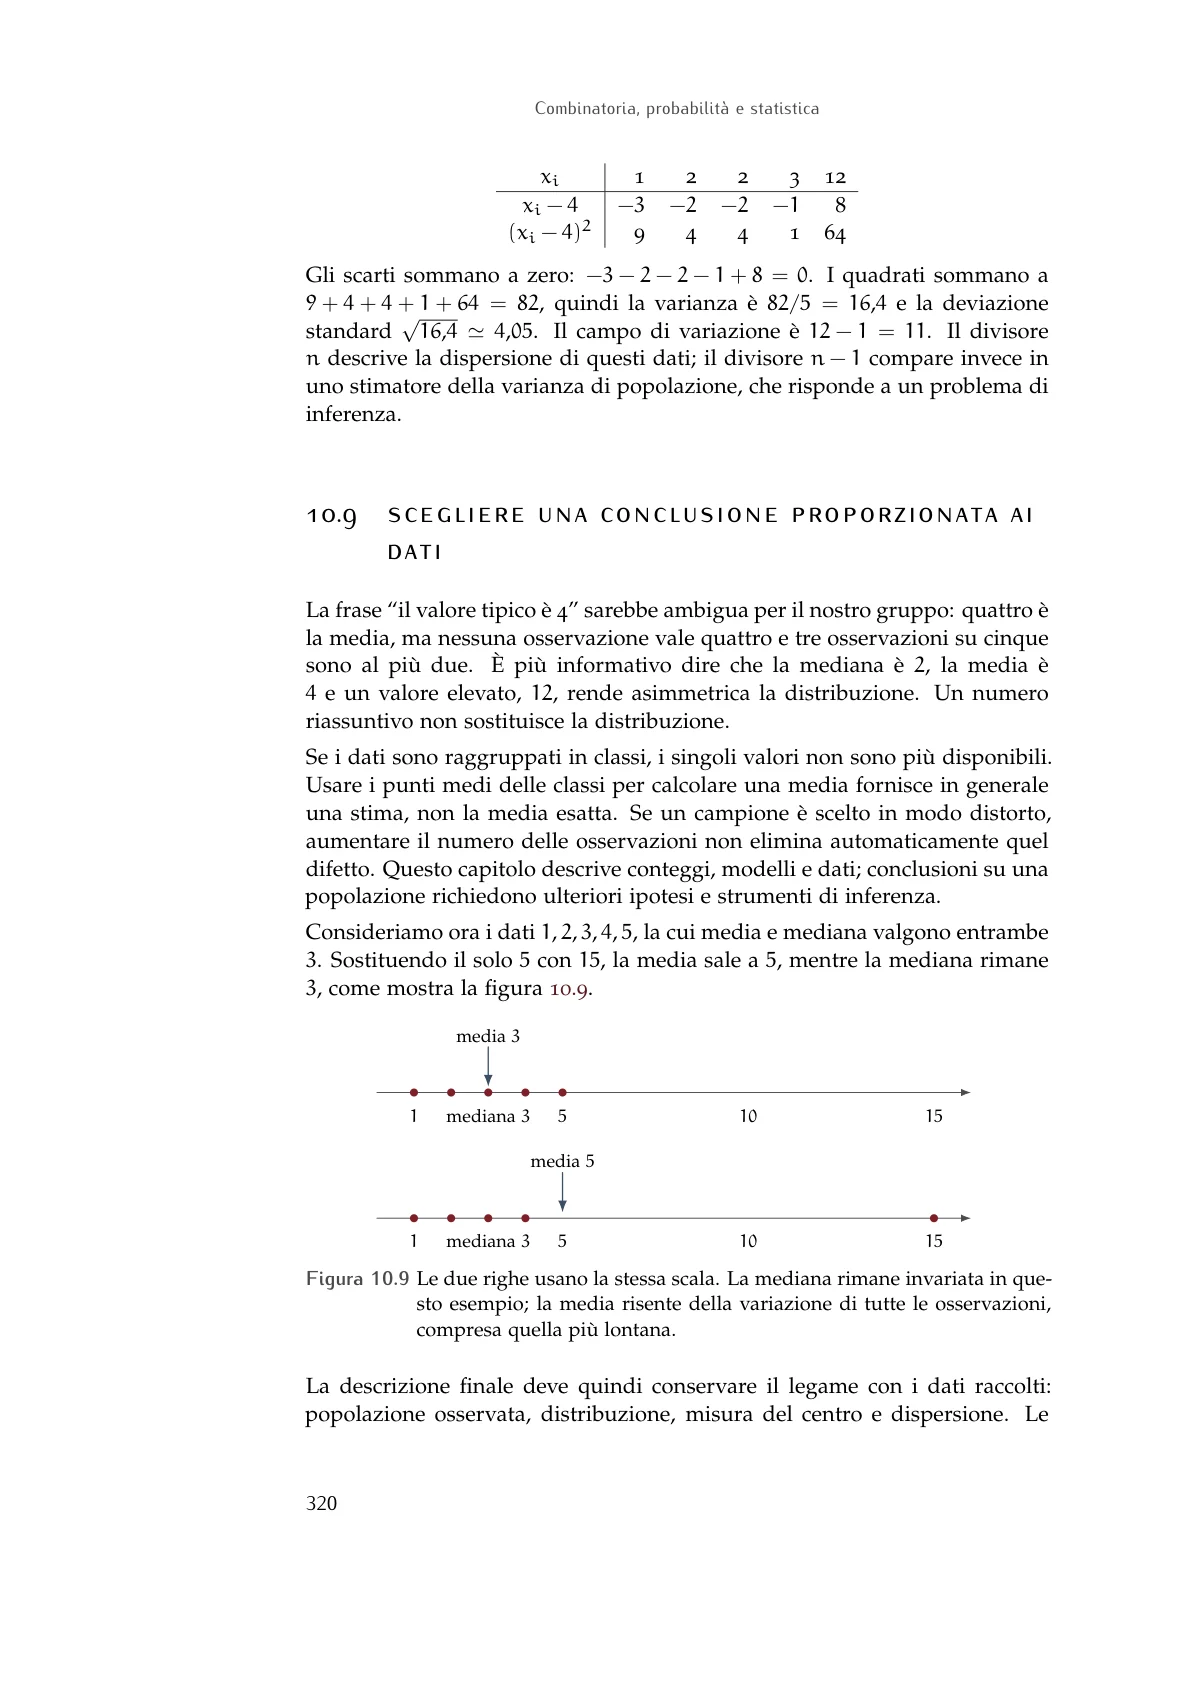 Combinatoria, probabilità e statistica
xᵢ 1 2 2 3 12
xᵢ − 4 −3 −2 −2 −1 8
(xᵢ − 4)² 9 4 4 1 64
Gli scarti sommano a zero: −3 − 2 − 2 − 1 + 8 = 0. I quadrati sommano a
9 + 4 + 4 + 1 + 64 = 82, quindi la varianza è 82/5 = 16,4 e la deviazione
standard √16,4 ≃ 4,05. Il campo di variazione è 12 − 1 = 11. Il divisore
n descrive la dispersione di questi dati; il divisore n − 1 compare invece in
uno stimatore della varianza di popolazione, che risponde a un problema di
inferenza.
10.9 SCEGLIERE UNA CONCLUSIONE PROPORZIONATA AI
DATI
La frase “il valore tipico è 4” sarebbe ambigua per il nostro gruppo: quattro è
la media, ma nessuna osservazione vale quattro e tre osservazioni su cinque
sono al più due. È più informativo dire che la mediana è 2, la media è
4 e un valore elevato, 12, rende asimmetrica la distribuzione. Un numero
riassuntivo non sostituisce la distribuzione.
Se i dati sono raggruppati in classi, i singoli valori non sono più disponibili.
Usare i punti medi delle classi per calcolare una media fornisce in generale
una stima, non la media esatta. Se un campione è scelto in modo distorto,
aumentare il numero delle osservazioni non elimina automaticamente quel
difetto. Questo capitolo descrive conteggi, modelli e dati; conclusioni su una
popolazione richiedono ulteriori ipotesi e strumenti di inferenza.
Consideriamo ora i dati 1, 2, 3, 4, 5, la cui media e mediana valgono entrambe
3. Sostituendo il solo 5 con 15, la media sale a 5, mentre la mediana rimane
3, come mostra la figura 10.9.
media 3
1 mediana 3 5 10 15
media 5
1 mediana 3 5 10 15
Figura 10.9 Le due righe usano la stessa scala. La mediana rimane invariata in que-
sto esempio; la media risente della variazione di tutte le osservazioni,
compresa quella più lontana.
La descrizione finale deve quindi conservare il legame con i dati raccolti:
popolazione osservata, distribuzione, misura del centro e dispersione. Le
320